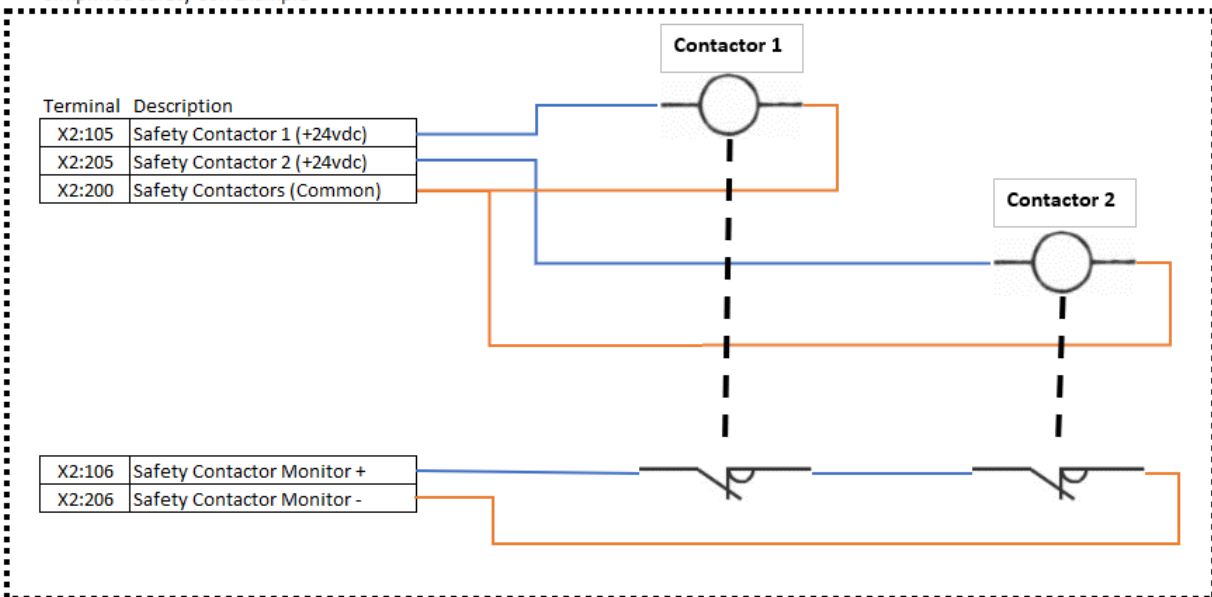 Contactor 1
Terminal Description
X2:105 Safety Contactor 1 (+24vdc)
X2:205 Safety Contactor 2 (+24vdc)
X2:200 Safety Contactors (Common)
Contactor 2
X2:106 Safety Contactor Monitor +
X2:206 Safety Contactor Monitor -